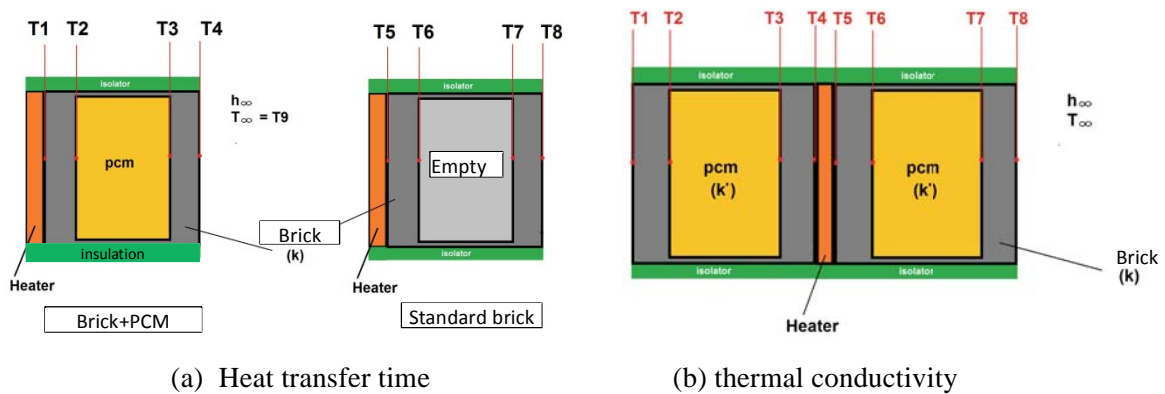 T1 T2 T3 T4
isolator
pcm
h∞
T∞ = T9
insulation
Heater
Brick+PCM
T5 T6 T7 T8
isolator
Empty
Brick
(k)
isolator
Heater
Standard brick
(a) Heat transfer time
T1 T2 T3 T4 T5 T6 T7 T8
isolator isolator
pcm
(k')
pcm
(k')
h∞
T∞
isolator isolator
Brick
(k)
Heater
(b) thermal conductivity